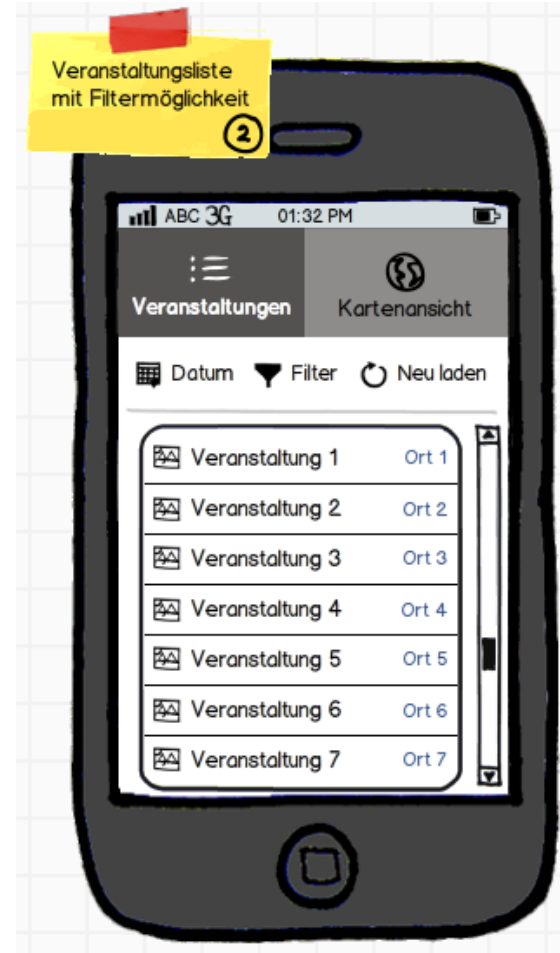 Veranstaltungsliste
mit Filtermöglichkeit
2
ABC 3G 01:32 PM
Veranstaltungen Kartenansicht
Datum Filter Neu laden
Veranstaltung 1 Ort 1
Veranstaltung 2 Ort 2
Veranstaltung 3 Ort 3
Veranstaltung 4 Ort 4
Veranstaltung 5 Ort 5
Veranstaltung 6 Ort 6
Veranstaltung 7 Ort 7